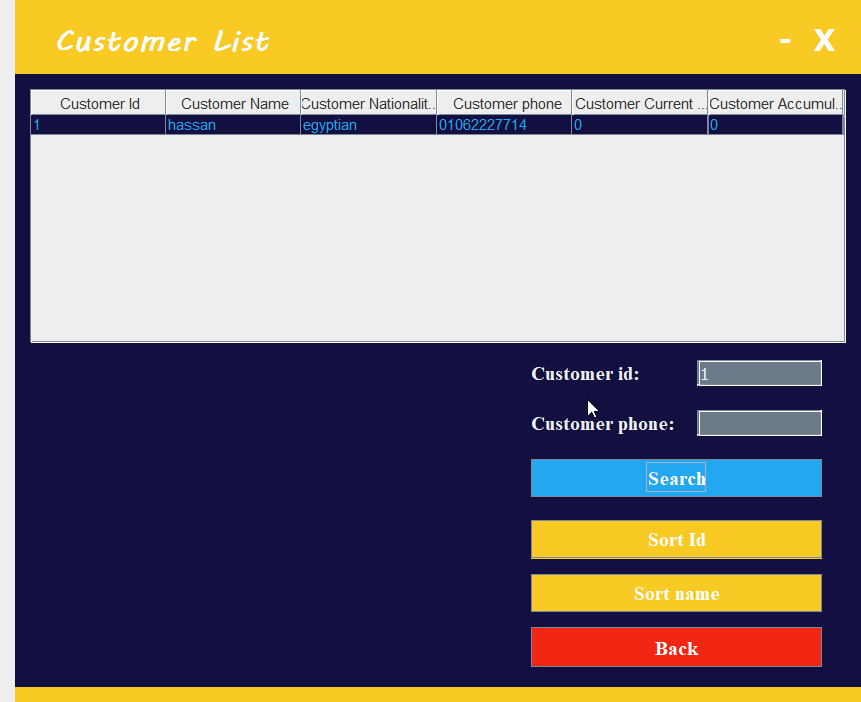 Customer List - X
Customer Id Customer Name Customer Nationalit... Customer phone Customer Current ... Customer Accumul...
1 hassan egyptian 01062227714 0 0
Customer id: 1
Customer phone:
Search
Sort Id
Sort name
Back